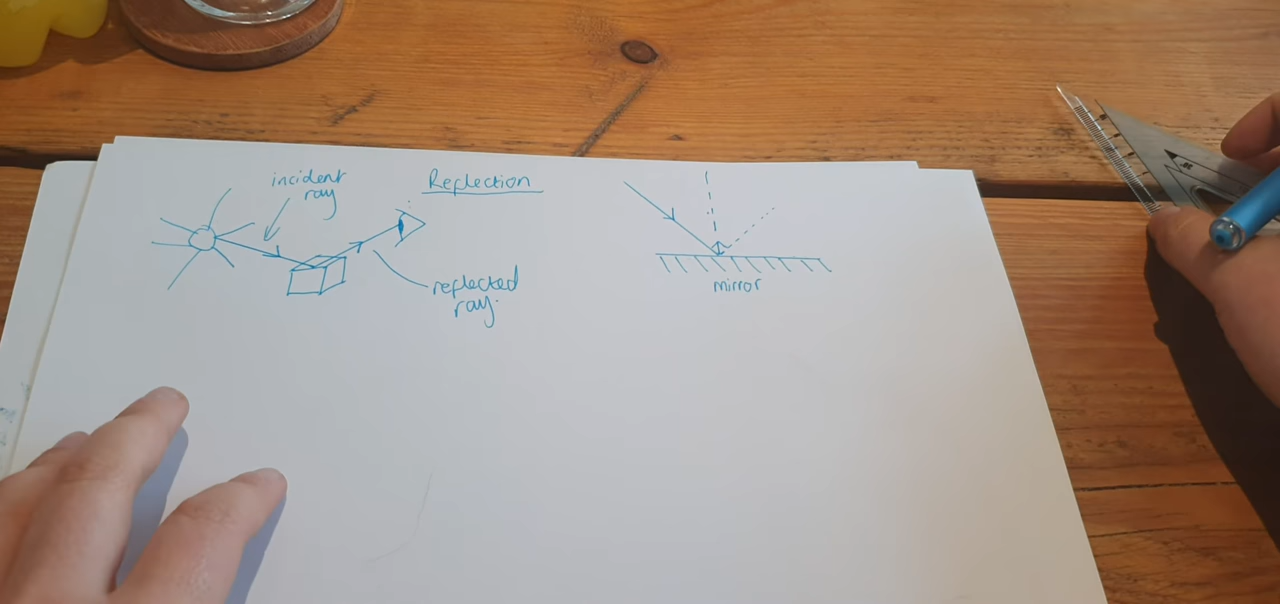 incident
ray
Reflection
reflected
ray.
mirror